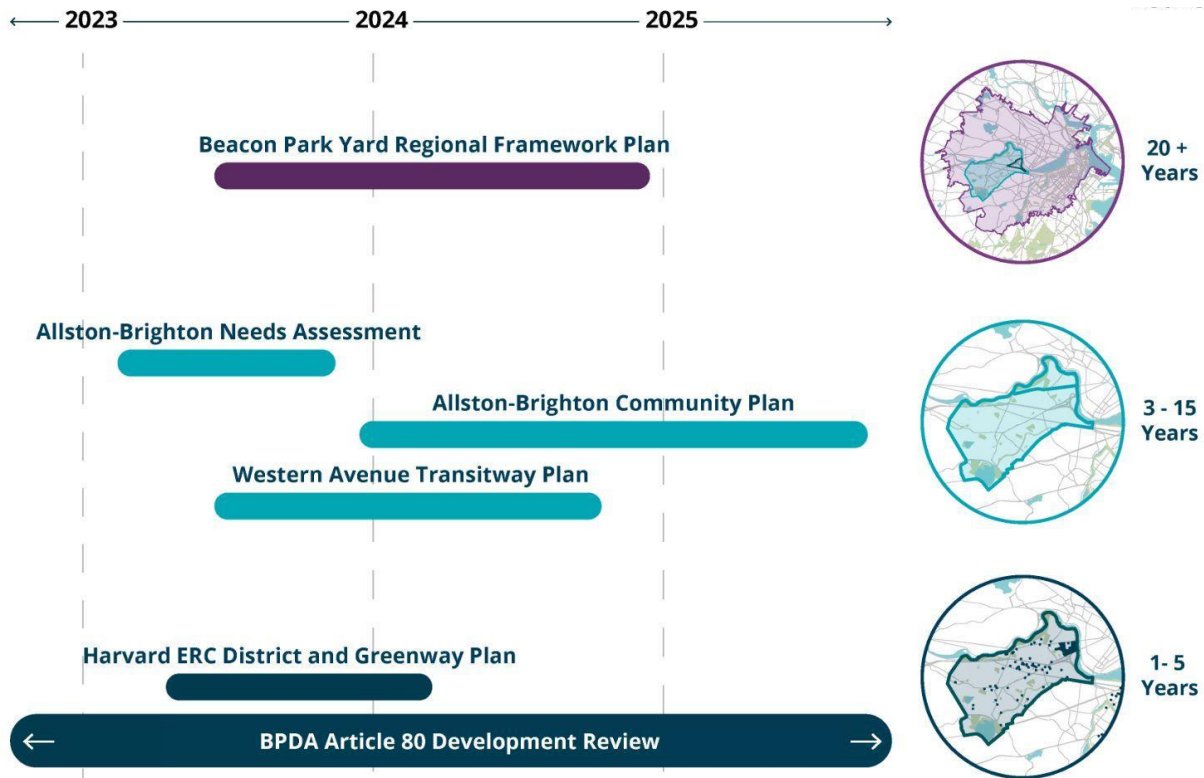 2023 2024 2025
Beacon Park Yard Regional Framework Plan
20 +
Years
Allston-Brighton Needs Assessment
Allston-Brighton Community Plan
3 - 15
Years
Western Avenue Transitway Plan
Harvard ERC District and Greenway Plan
1- 5
Years
BPDA Article 80 Development Review